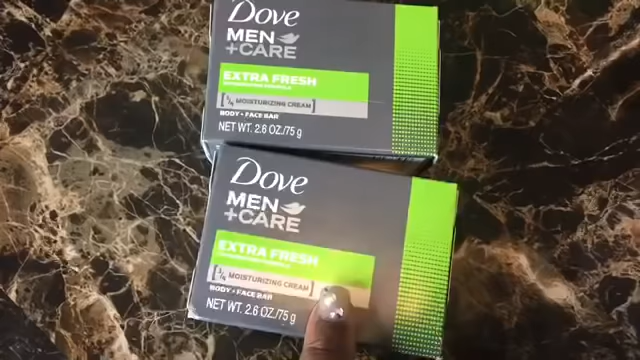 Dove
MEN
+CARE
EXTRA FRESH
[¼ MOISTURIZING CREAM]
BODY + FACE BAR
NET WT. 2.6 OZ./75 g
Dove
MEN
+CARE
EXTRA FRESH
[¼ MOISTURIZING CREAM]
BODY + FACE BAR
NET WT. 2.6 OZ./75 g